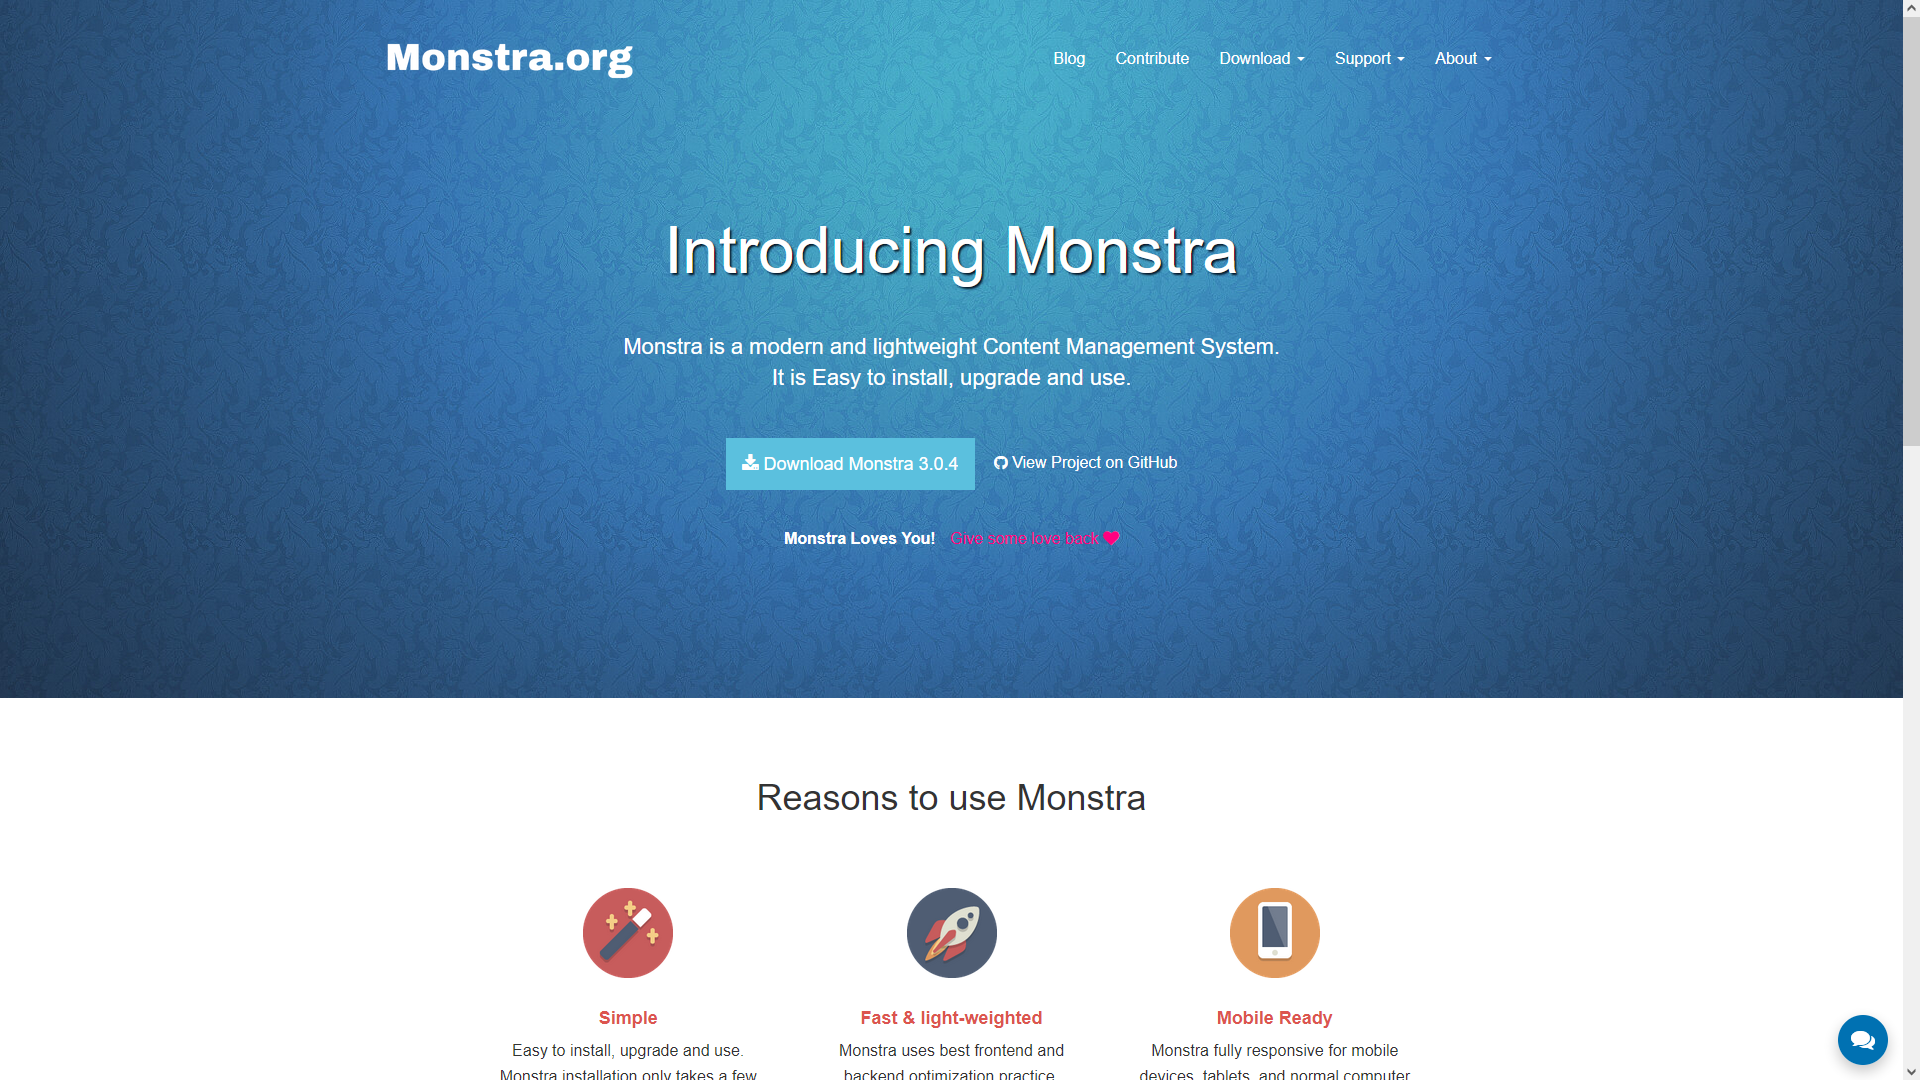 Monstra.org
Blog Contribute Download Support About
Introducing Monstra
Monstra is a modern and lightweight Content Management System.
It is Easy to install, upgrade and use.
Download Monstra 3.0.4 View Project on GitHub
Monstra Loves You! Give some love back
Reasons to use Monstra
Simple
Easy to install, upgrade and use.
Monstra installation only takes a few
Fast & light-weighted
Monstra uses best frontend and
backend optimization practice.
Mobile Ready
Monstra fully responsive for mobile
devices, tablets, and normal computer